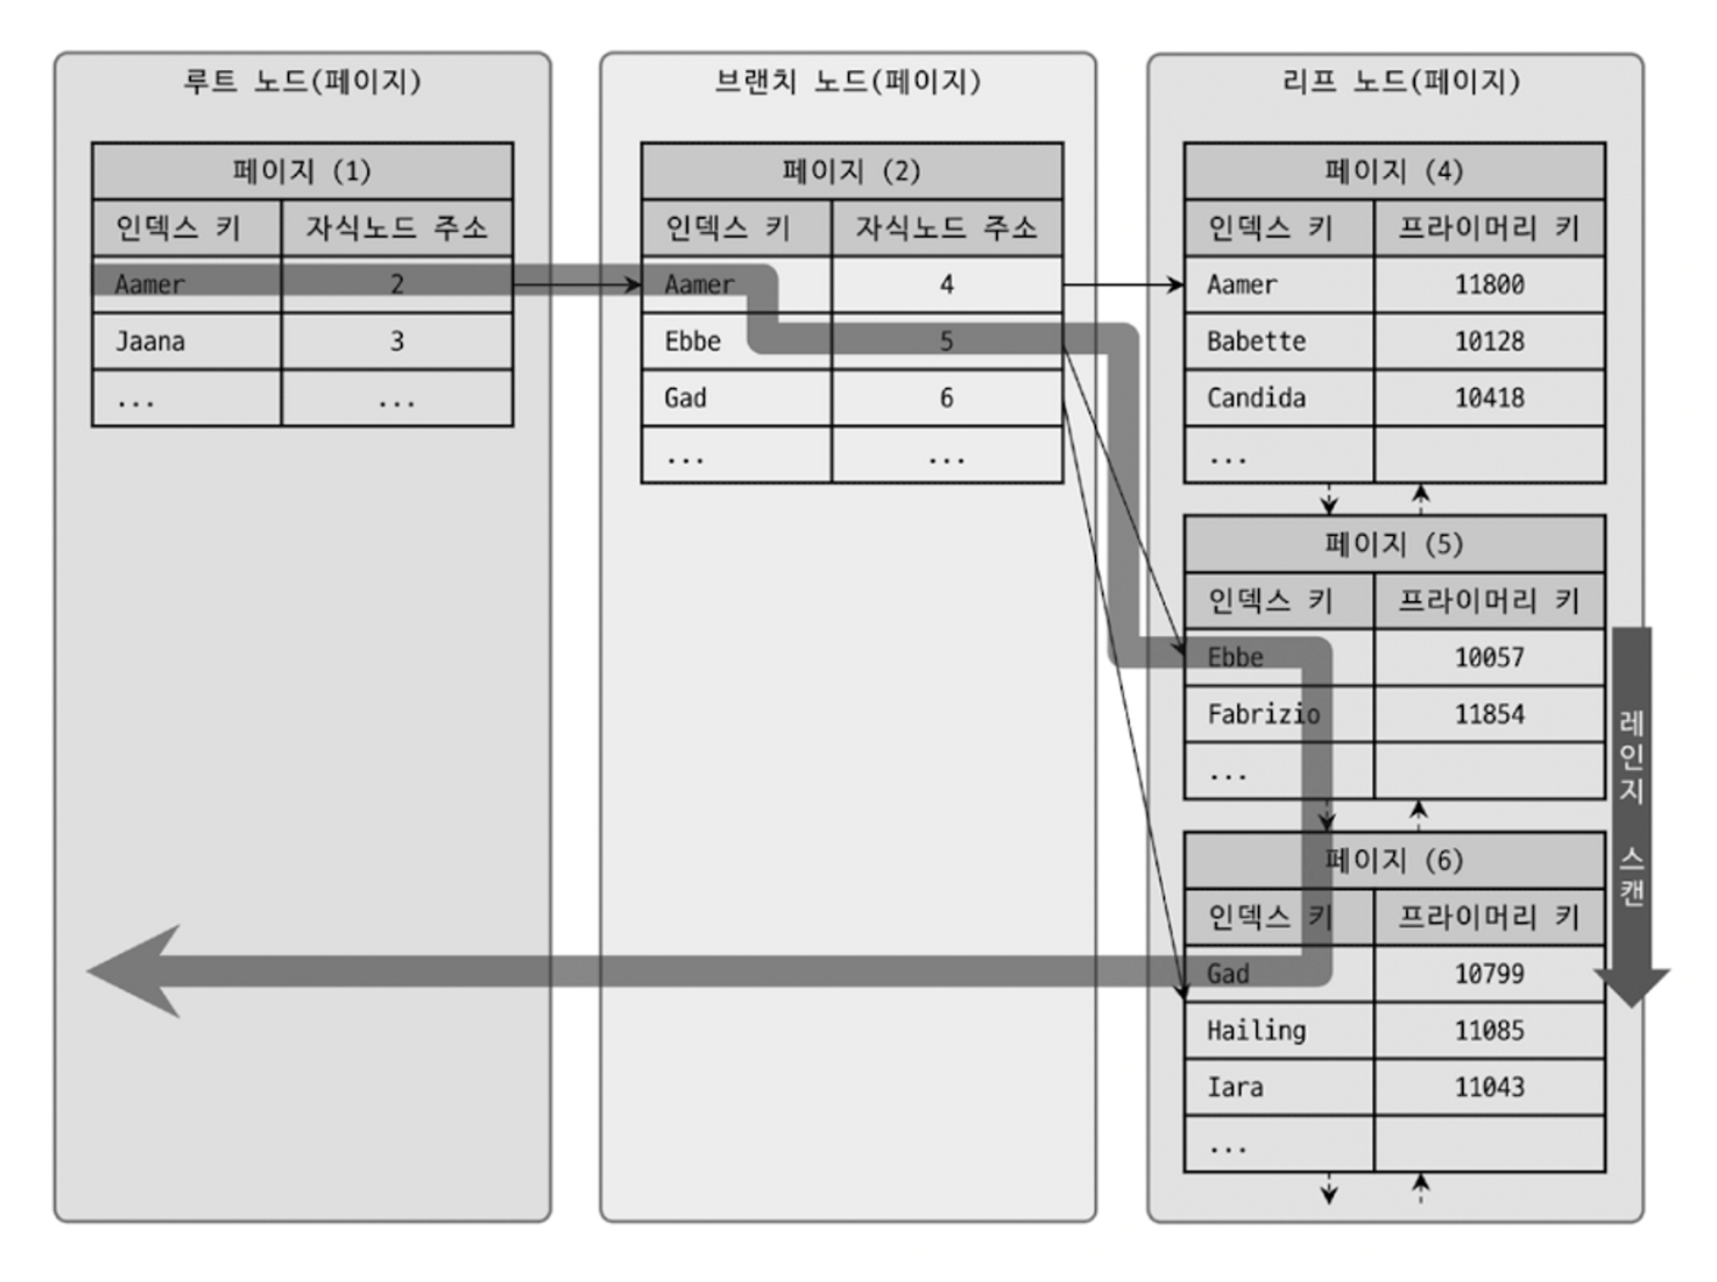 루트 노드(페이지)
페이지 (1)
인덱스 키 자식노드 주소
Aamer 2
Jaana 3
... ...
브랜치 노드(페이지)
페이지 (2)
인덱스 키 자식노드 주소
Aamer 4
Ebbe 5
Gad 6
... ...
리프 노드(페이지)
페이지 (4)
인덱스 키 프라이머리 키
Aamer 11800
Babette 10128
Candida 10418
...
페이지 (5)
인덱스 키 프라이머리 키
Ebbe 10057
Fabrizio 11854
...
페이지 (6)
인덱스 키 프라이머리 키
Gad 10799
Hailing 11085
Iara 11043
...
레인지 스캔